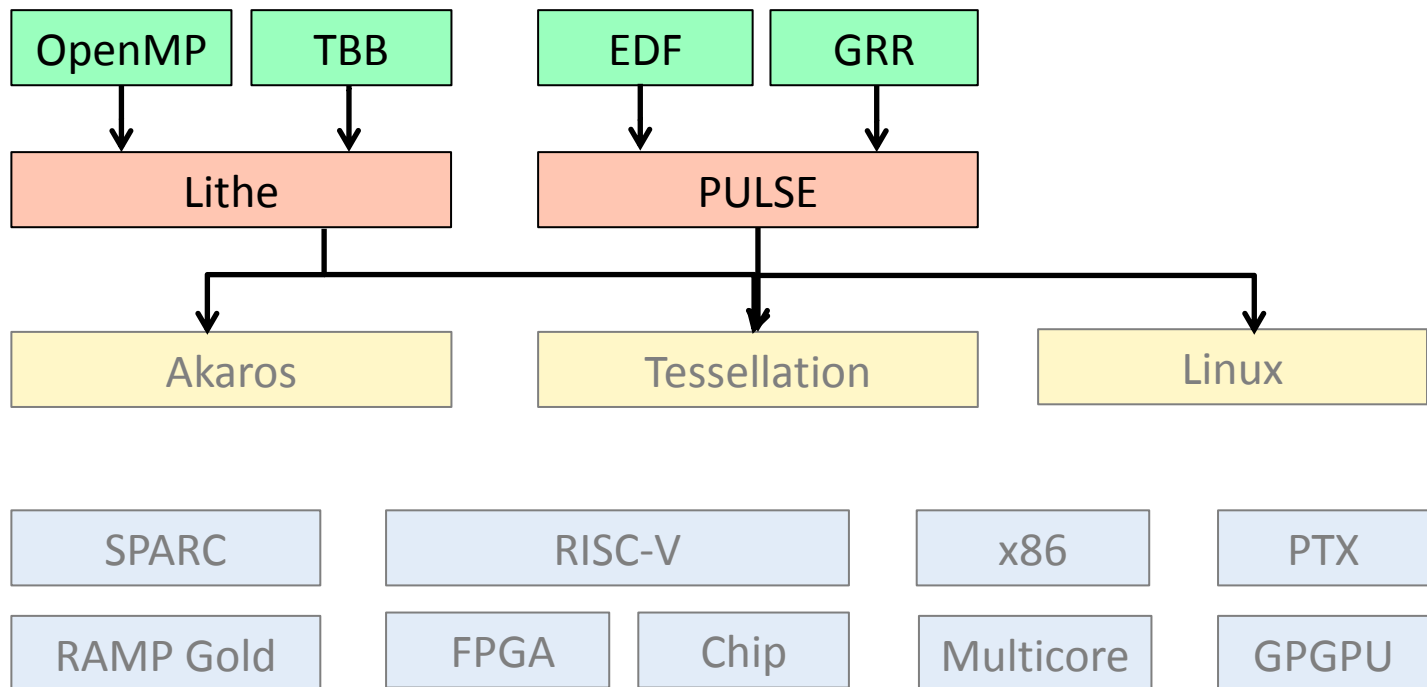 OpenMP
TBB
EDF
GRR
Lithe
PULSE
Akaros
Tessellation
Linux
SPARC
RISC-V
x86
PTX
RAMP Gold
FPGA
Chip
Multicore
GPGPU